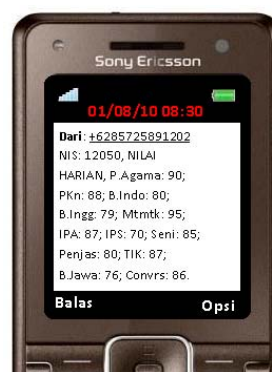 Sony Ericsson
01/08/10 08:30
Dari : +6285725891202
NIS: 12050, NILAI
HARIAN, P.Agama: 90;
PKn: 88; B.Indo: 80;
B.Ingg: 79; Mtmtk: 95;
IPA: 87; IPS: 70; Seni: 85;
Penjas: 80; TIK: 87;
B.Jawa: 76; Convrs: 86.
Balas Opsi